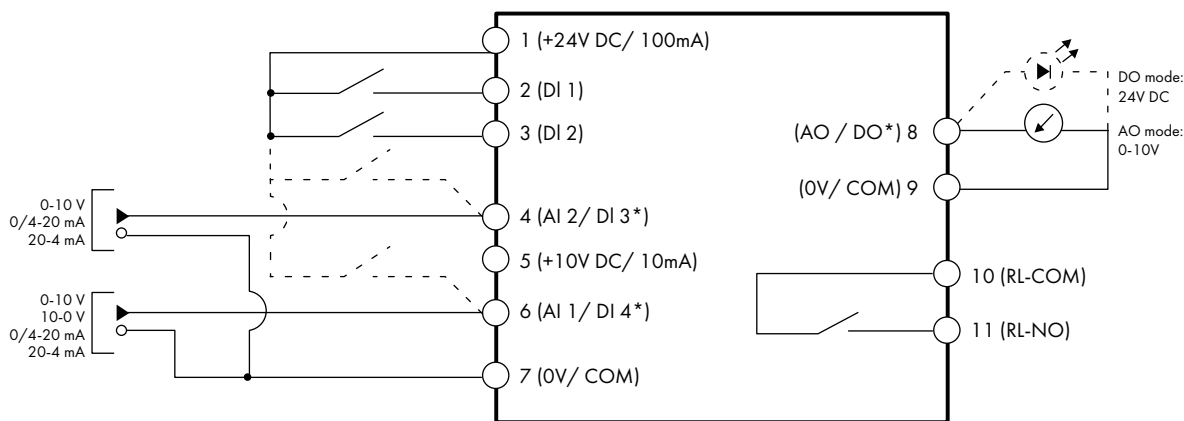 1 (+24V DC/ 100mA)
2 (DI 1)
3 (DI 2)
4 (AI 2/ DI 3*)
5 (+10V DC/ 10mA)
6 (AI 1/ DI 4*)
7 (0V/ COM)
0-10 V
0/4-20 mA
20-4 mA
0-10 V
10-0 V
0/4-20 mA
20-4 mA
(AO / DO*) 8
(0V/ COM) 9
10 (RL-COM)
11 (RL-NO)
DO mode:
24V DC
AO mode:
0-10V